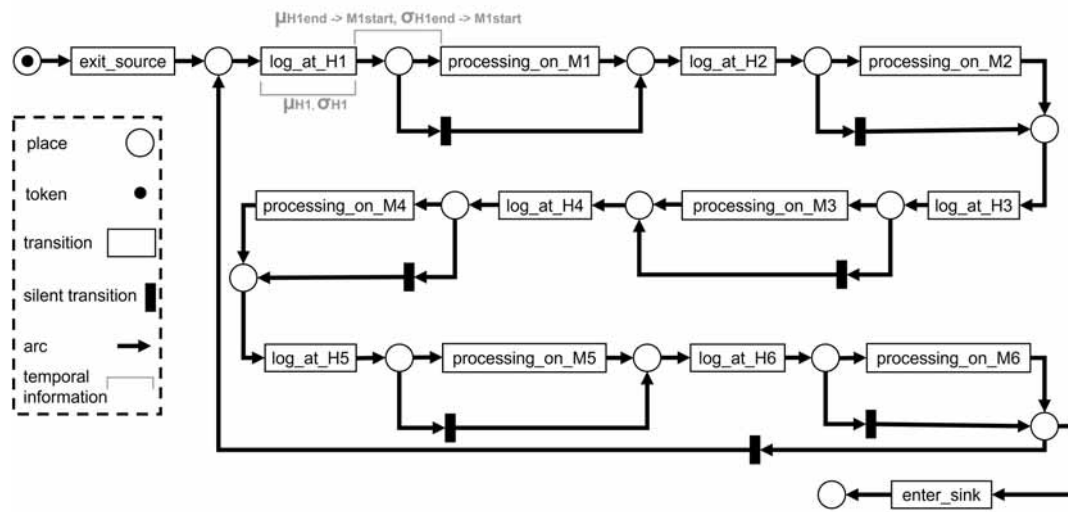 μH1end -> M1start, σH1end -> M1start
exit_source
log_at_H1
processing_on_M1
log_at_H2
processing_on_M2
μH1, σH1
place
token
transition
silent transition
arc
temporal
information
processing_on_M4
log_at_H4
processing_on_M3
log_at_H3
log_at_H5
processing_on_M5
log_at_H6
processing_on_M6
enter_sink